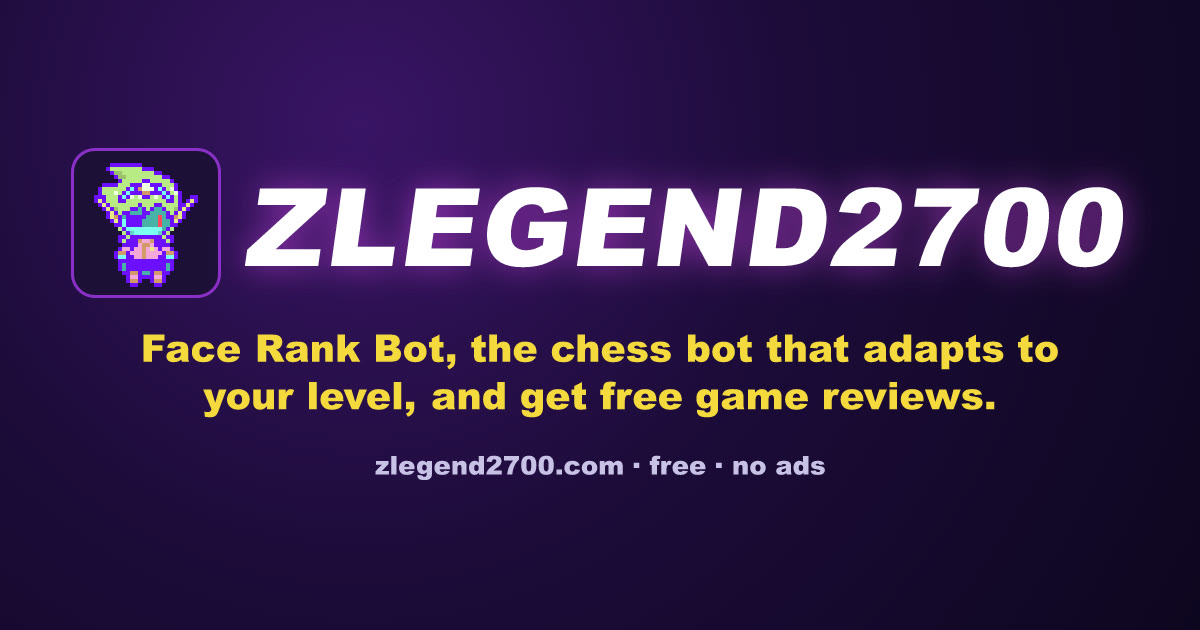 ZLEGEND2700
Face Rank Bot, the chess bot that adapts to
your level, and get free game reviews.
zlegend2700.com · free · no ads